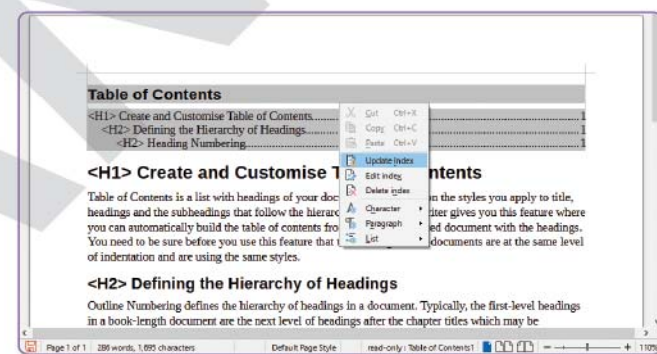 Table of Contents
<H1> Create and Customise Table of Contents 1
<H2> Defining the Hierarchy of Headings 1
<H2> Heading Numbering 1
Cut Ctrl+X
Copy Ctrl+C
Paste Ctrl+V
Update Index
Edit index
Delete index
Character
Paragraph
List
<H1> Create and Customise T ntents
Table of Contents is a list with headings of your doc on the styles you apply to title,
headings and the subheadings that follow the hierarc riter gives you this feature where
you can automatically build the table of contents fro ed document with the headings.
You need to be sure before you use this feature that documents are at the same level
of indentation and are using the same styles.
<H2> Defining the Hierarchy of Headings
Outline Numbering defines the hierarchy of headings in a document. Typically, the first-level headings
in a book-length document are the next level of headings after the chapter titles which may be
Page 1 of 1 286 words, 1,695 characters Default Page Style read-only : Table of Contents1 110%